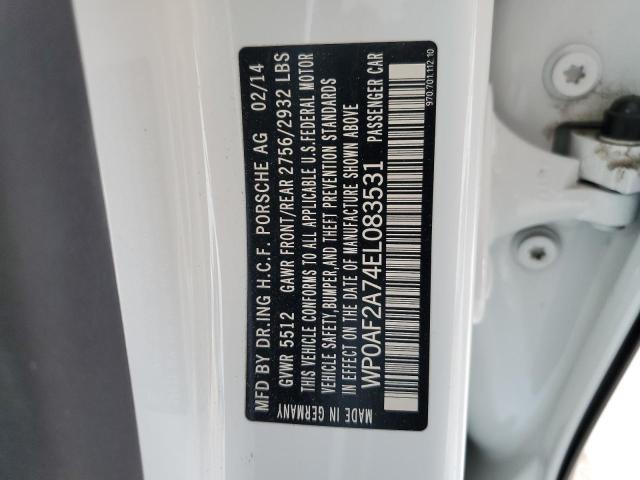 MFD BY DR.ING H.C.F. PORSCHE AG 02/14
GVWR 5512 GAWR FRONT/REAR 2756/2932 LBS
THIS VEHICLE CONFORMS TO ALL APPLICABLE U.S.FEDERAL MOTOR
VEHICLE SAFETY,BUMPER,AND THEFT PREVENTION STANDARDS
IN EFFECT ON THE DATE OF MANUFACTURE SHOWN ABOVE
WP0AF2A74EL083531 PASSENGER CAR
MADE IN GERMANY
970.701.112.10